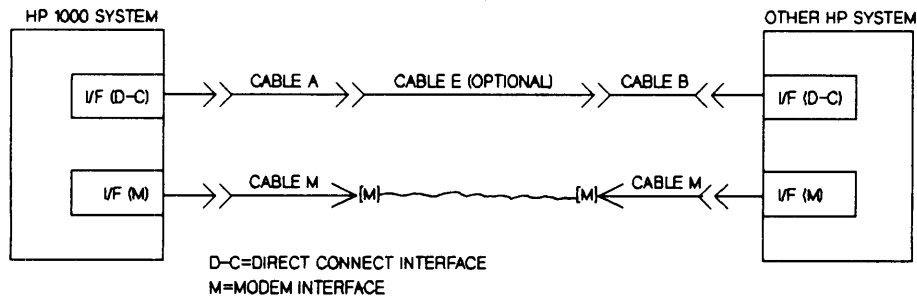 HP 1000 SYSTEM
OTHER HP SYSTEM
I/F (D-C)
CABLE A
CABLE E (OPTIONAL)
CABLE B
I/F (D-C)
I/F (M)
CABLE M
[M]
[M]
CABLE M
I/F (M)
D-C=DIRECT CONNECT INTERFACE
M=MODEM INTERFACE